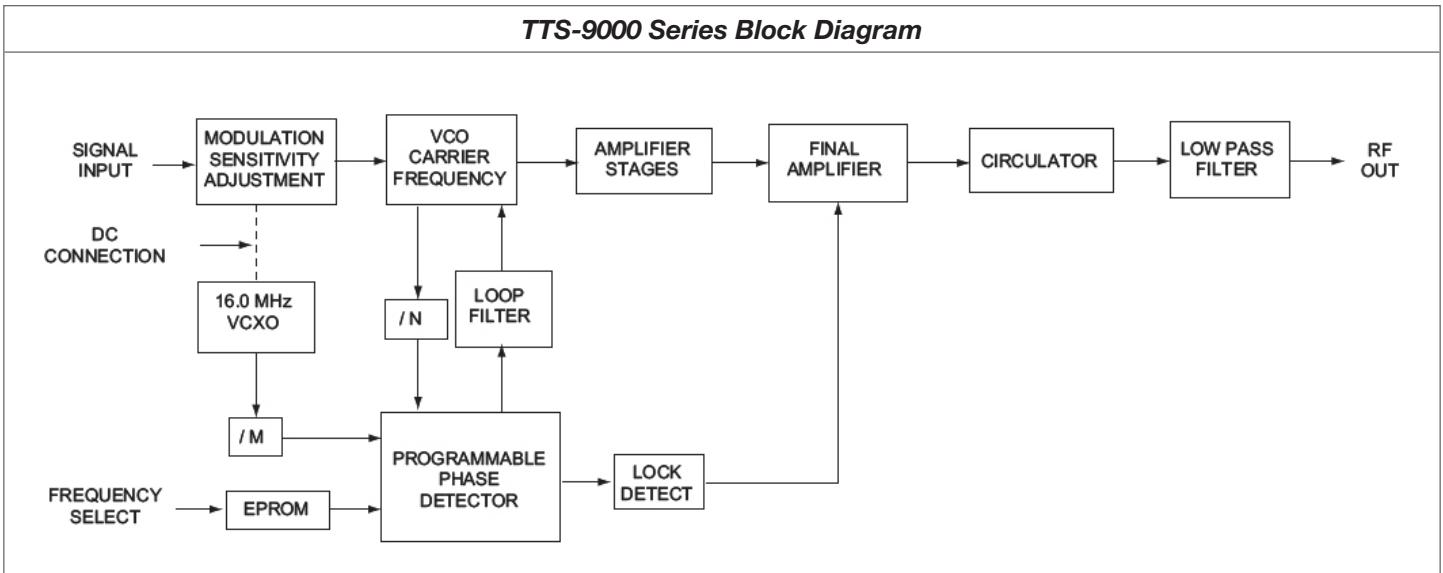 TTS-9000 Series Block Diagram
SIGNAL
INPUT
MODULATION
SENSITIVITY
ADJUSTMENT
VCO
CARRIER
FREQUENCY
AMPLIFIER
STAGES
FINAL
AMPLIFIER
CIRCULATOR
LOW PASS
FILTER
RF
OUT
DC
CONNECTION
16.0 MHz
VCXO
/ N
LOOP
FILTER
/ M
PROGRAMMABLE
PHASE
DETECTOR
LOCK
DETECT
FREQUENCY
SELECT
EPROM